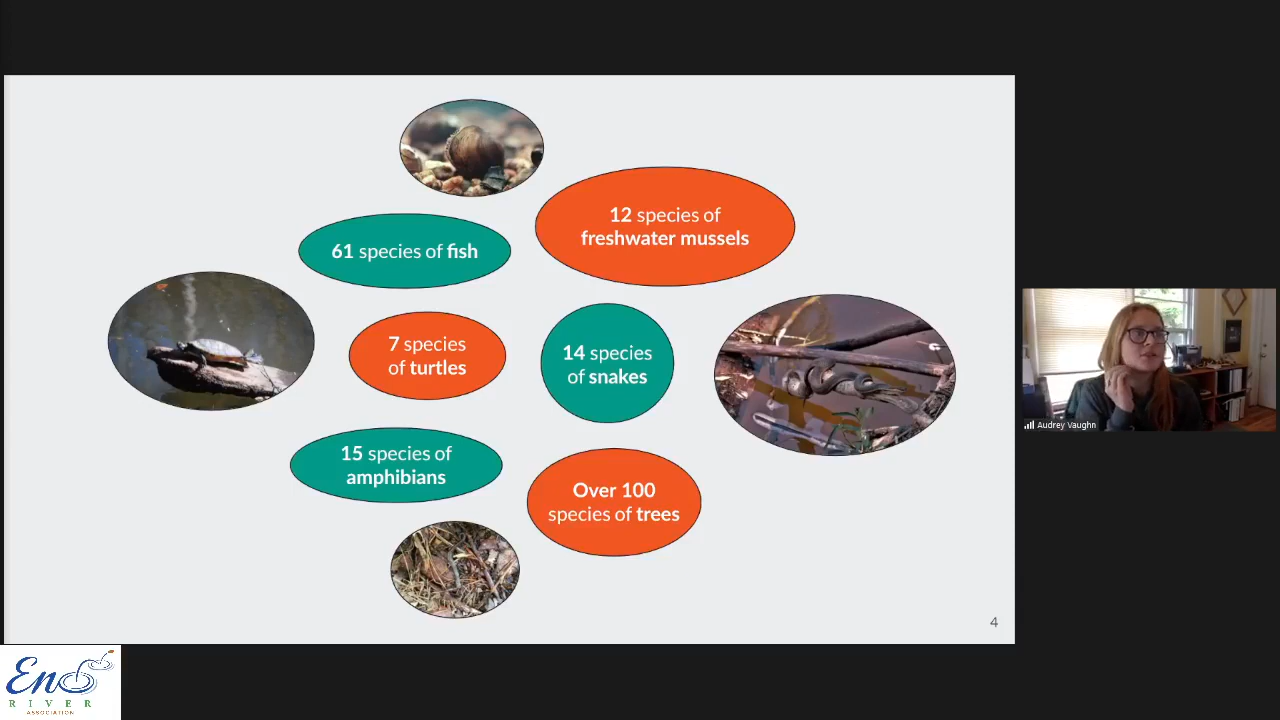 12 species of
freshwater mussels
61 species of fish
7 species
of turtles
14 species
of snakes
15 species of
amphibians
Over 100
species of trees
4
Audrey Vaughn
Eno
RIVER
ASSOCIATION